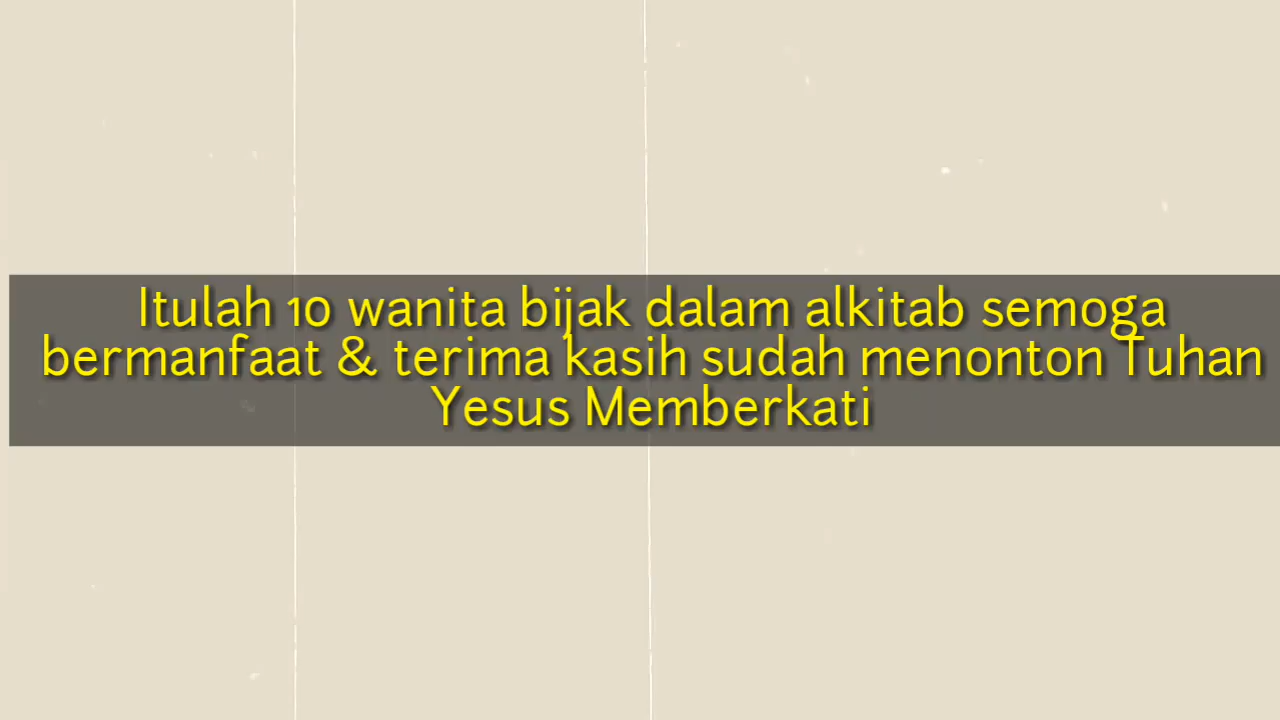 Itulah 10 wanita bijak dalam alkitab semoga
bermanfaat & terima kasih sudah menonton Tuhan
Yesus Memberkati